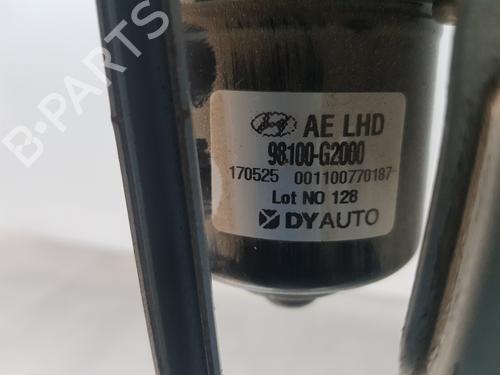 B-PARTS
AE LHD
98100-G2000
170525 001100770187
Lot NO 128
DYAUTO